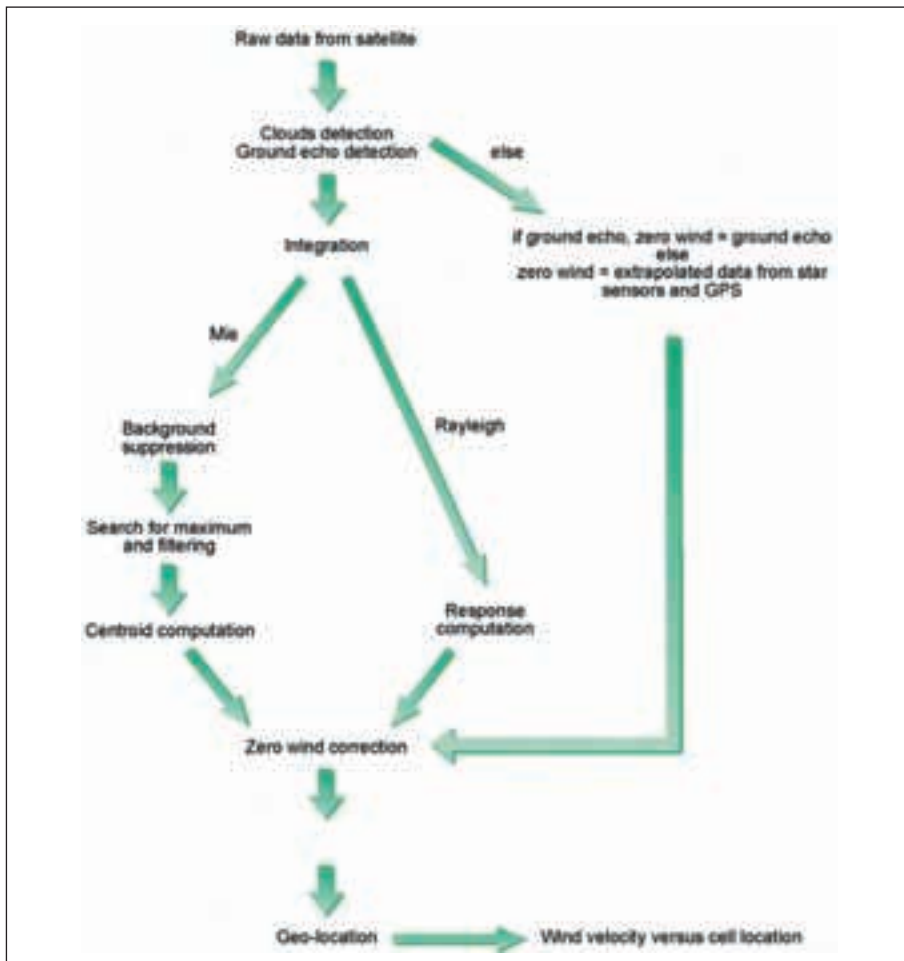 Raw data from satellite
Clouds detection
Ground echo detection
else
Integration
if ground echo, zero wind = ground echo
else
zero wind = extrapolated data from star
sensors and GPS
Mie
Rayleigh
Background
suppression
Search for maximum
and filtering
Centroid computation
Response
computation
Zero wind correction
Geo-location
Wind velocity versus cell location